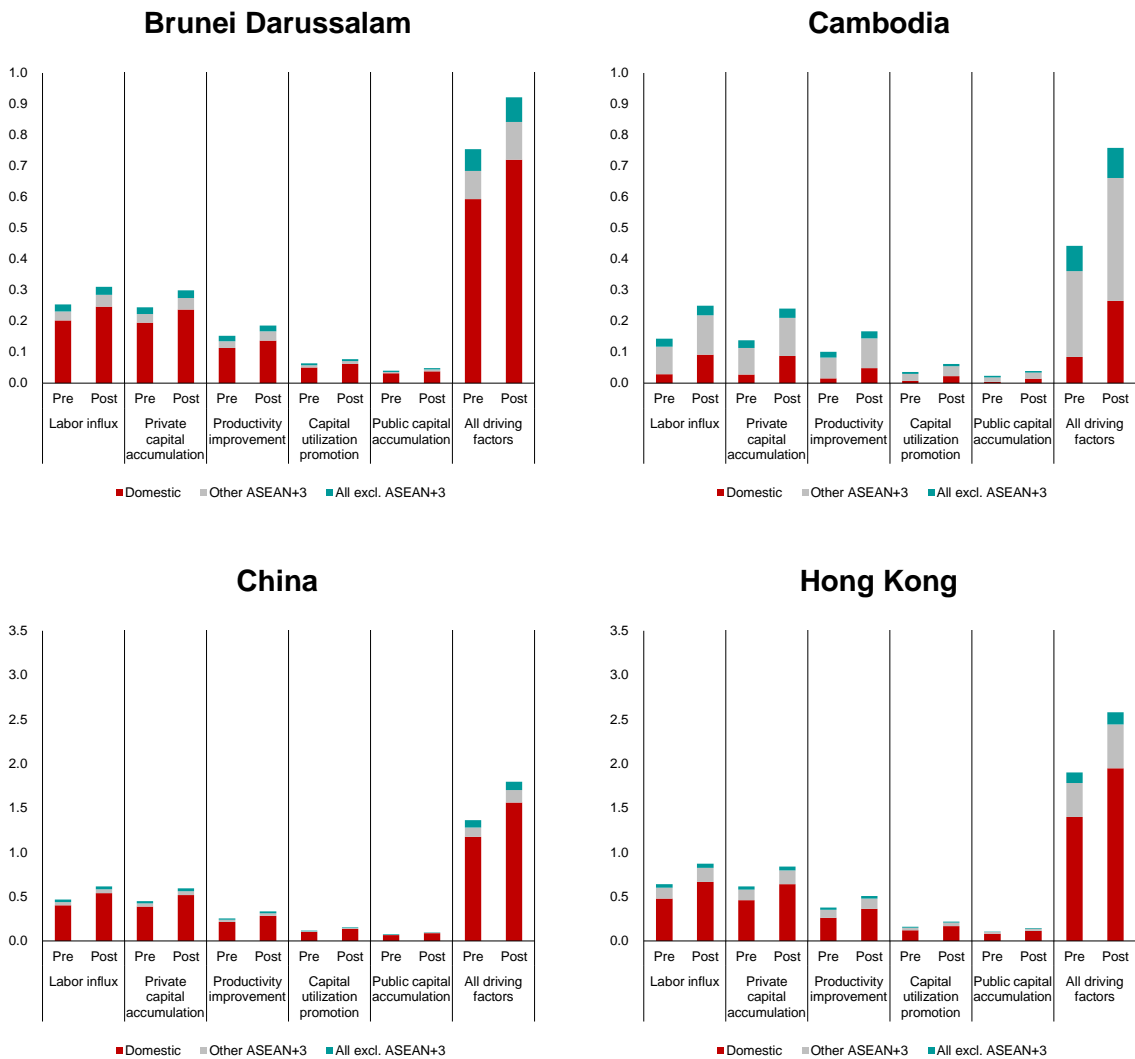 Brunei Darussalam
1.0
0.9
0.8
0.7
0.6
0.5
0.4
0.3
0.2
0.1
0.0
Pre Post Pre Post Pre Post Pre Post Pre Post Pre Post
Labor influx Private capital accumulation Productivity improvement Capital utilization promotion Public capital accumulation All driving factors
Domestic Other ASEAN+3 All excl. ASEAN+3
Cambodia
1.0
0.9
0.8
0.7
0.6
0.5
0.4
0.3
0.2
0.1
0.0
Pre Post Pre Post Pre Post Pre Post Pre Post Pre Post
Labor influx Private capital accumulation Productivity improvement Capital utilization promotion Public capital accumulation All driving factors
Domestic Other ASEAN+3 All excl. ASEAN+3
China
3.5
3.0
2.5
2.0
1.5
1.0
0.5
0.0
Pre Post Pre Post Pre Post Pre Post Pre Post Pre Post
Labor influx Private capital accumulation Productivity improvement Capital utilization promotion Public capital accumulation All driving factors
Domestic Other ASEAN+3 All excl. ASEAN+3
Hong Kong
3.5
3.0
2.5
2.0
1.5
1.0
0.5
0.0
Pre Post Pre Post Pre Post Pre Post Pre Post Pre Post
Labor influx Private capital accumulation Productivity improvement Capital utilization promotion Public capital accumulation All driving factors
Domestic Other ASEAN+3 All excl. ASEAN+3